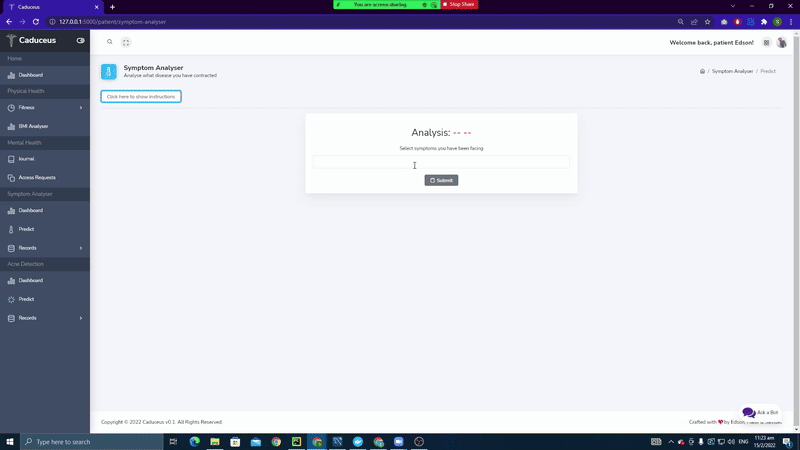 Caduceus
You are screen sharing
Stop Share
127.0.0.1:5000/patient/symptom-analyser
S
Caduceus
Welcome back, patient Edson!
Home
Dashboard
Physical Health
Fitness
BMI Analyser
Mental Health
Journal
Access Requests
Symptom Analyser
Dashboard
Predict
Records
Acne Detection
Dashboard
Predict
Records
Symptom Analyser
Analyse what disease you have contracted
/ Symptom Analyser / Predict
Click here to show instructions
Analysis: -- --
Select symptoms you have been facing
Submit
Ask a Bot
Copyright © 2022 Caduceus v0.1. All Rights Reserved.
Crafted with by Edson,
Type here to search
ENG
11:23 am
15/2/2022